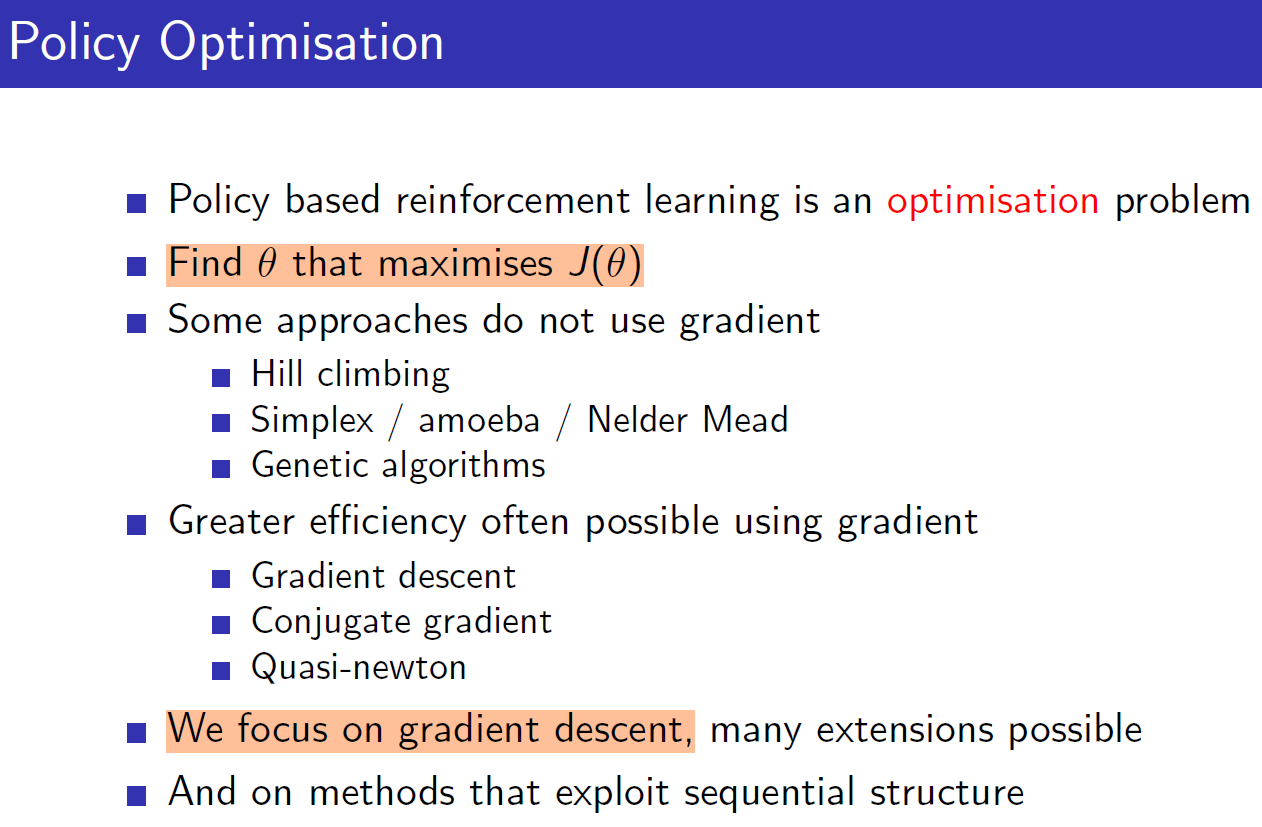 Policy Optimisation
Policy based reinforcement learning is an optimisation problem
Find θ that maximises J(θ)
Some approaches do not use gradient
Hill climbing
Simplex / amoeba / Nelder Mead
Genetic algorithms
Greater efficiency often possible using gradient
Gradient descent
Conjugate gradient
Quasi-newton
We focus on gradient descent, many extensions possible
And on methods that exploit sequential structure